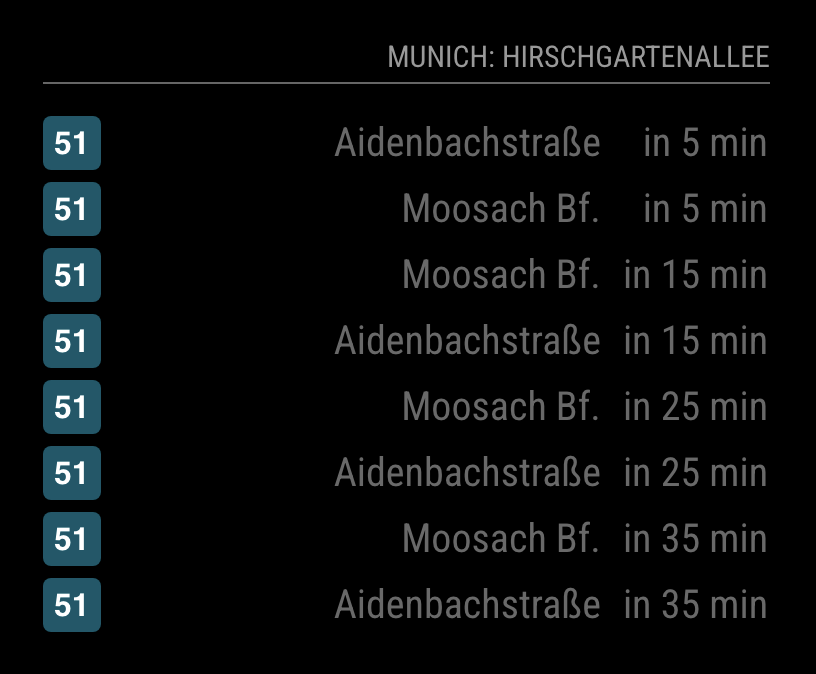 MUNICH: HIRSCHGARTENALLEE
51 Aidenbachstraße in 5 min
51 Moosach Bf. in 5 min
51 Moosach Bf. in 15 min
51 Aidenbachstraße in 15 min
51 Moosach Bf. in 25 min
51 Aidenbachstraße in 25 min
51 Moosach Bf. in 35 min
51 Aidenbachstraße in 35 min